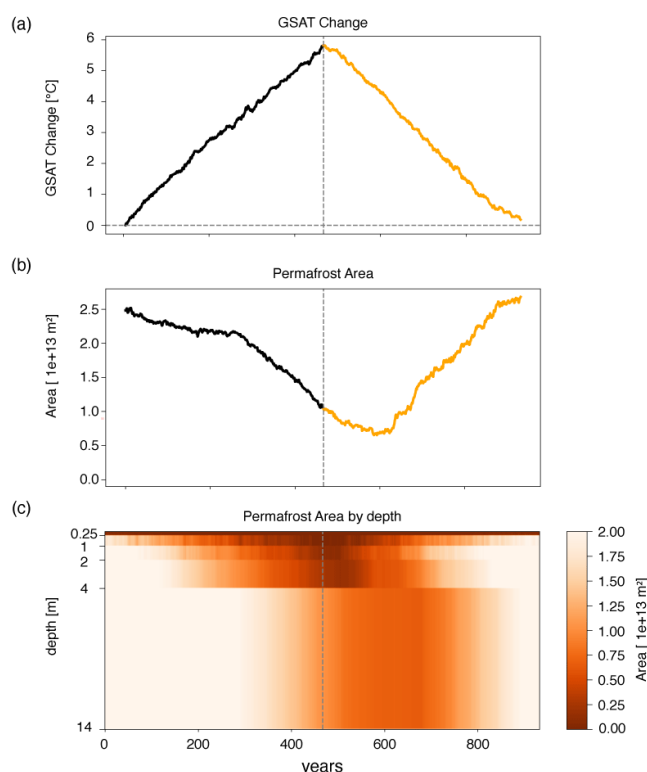 (a)
GSAT Change
6
5
4
3
2
1
0
GSAT Change [°C]
(b)
Permafrost Area
2.5
2.0
1.5
1.0
0.5
0.0
Area [ 1e+13 m²]
(c)
Permafrost Area by depth
0.25
1
2
4
14
depth [m]
0 200 400 600 800
years
2.00
1.75
1.50
1.25
1.00
0.75
0.50
0.25
0.00
Area [ 1e+13 m²]